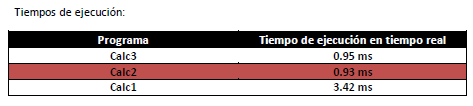 Tiempos de ejecución:
Programa Tiempo de ejecución en tiempo real
Calc3 0.95 ms
Calc2 0.93 ms
Calc1 3.42 ms